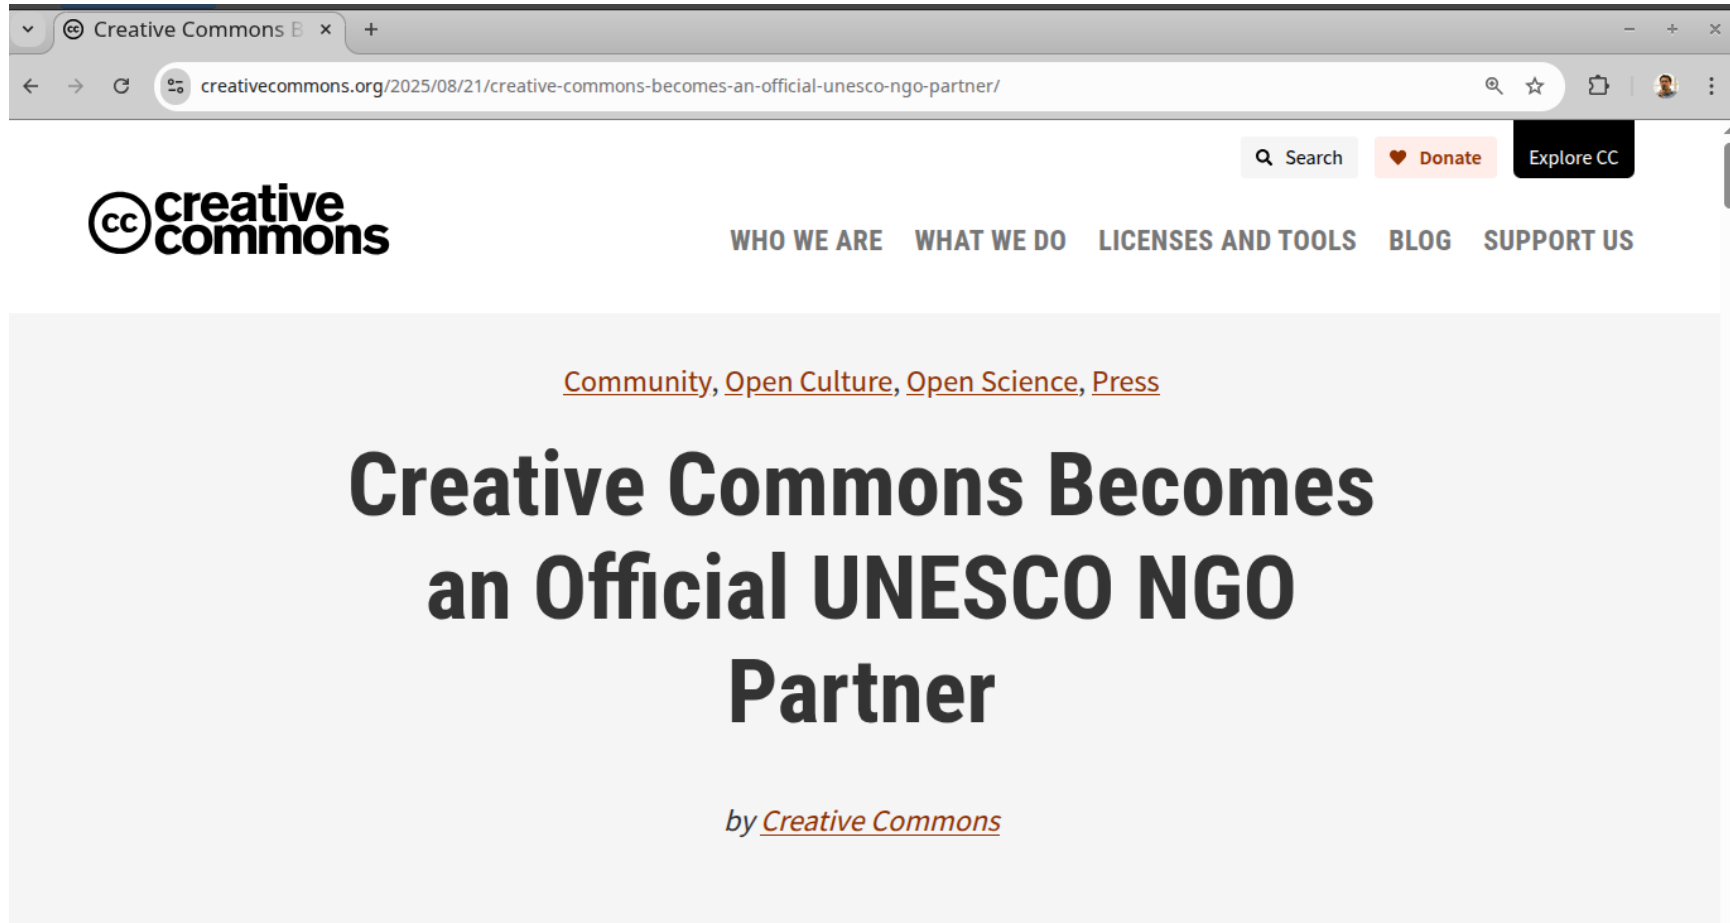 Creative Commons B
creativecommons.org/2025/08/21/creative-commons-becomes-an-official-unesco-ngo-partner/
Search
Donate
Explore CC
cc creative
commons
WHO WE ARE WHAT WE DO LICENSES AND TOOLS BLOG SUPPORT US
Community, Open Culture, Open Science, Press
Creative Commons Becomes
an Official UNESCO NGO
Partner
by Creative Commons